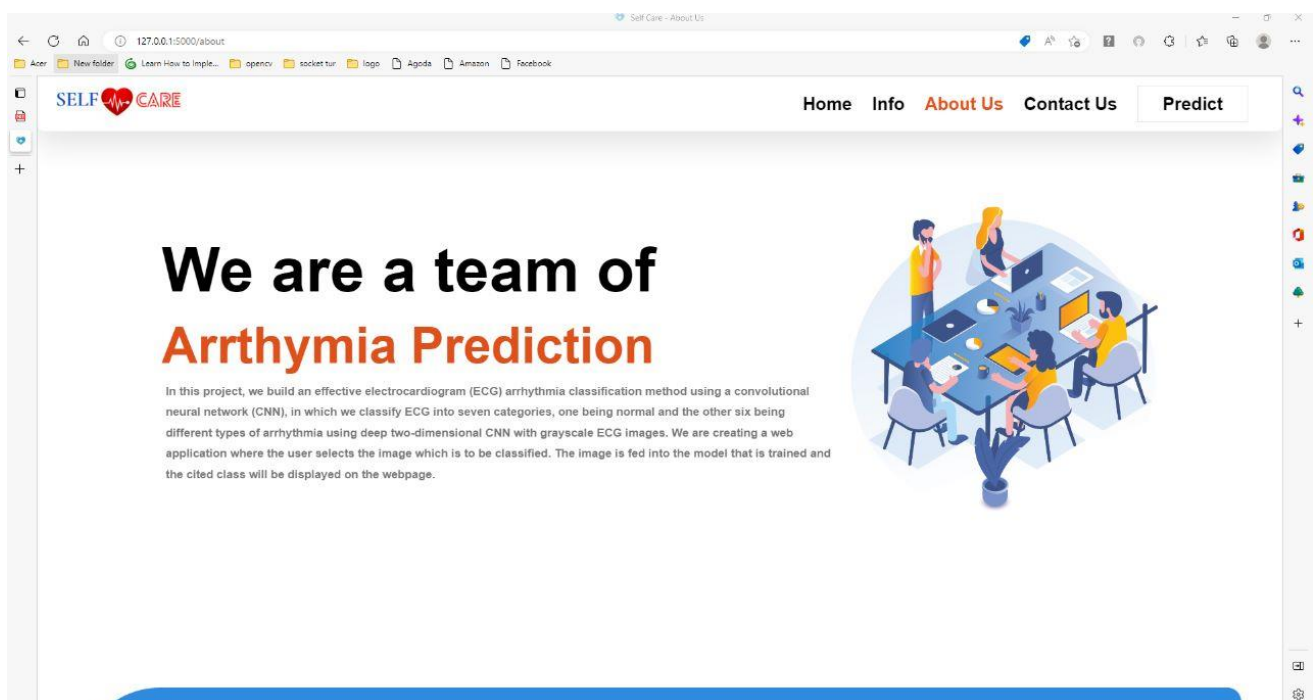 Self Care - About Us
127.0.0.1:5000/about
Acer New folder Learn How to Imple... opencv socket tur logo Agoda Amazon Facebook
SELF CARE Home Info About Us Contact Us Predict
We are a team of
Arrthymia Prediction
In this project, we build an effective electrocardiogram (ECG) arrhythmia classification method using a convolutional
neural network (CNN), in which we classify ECG into seven categories, one being normal and the other six being
different types of arrhythmia using deep two-dimensional CNN with grayscale ECG images. We are creating a web
application where the user selects the image which is to be classified. The image is fed into the model that is trained and
the cited class will be displayed on the webpage.